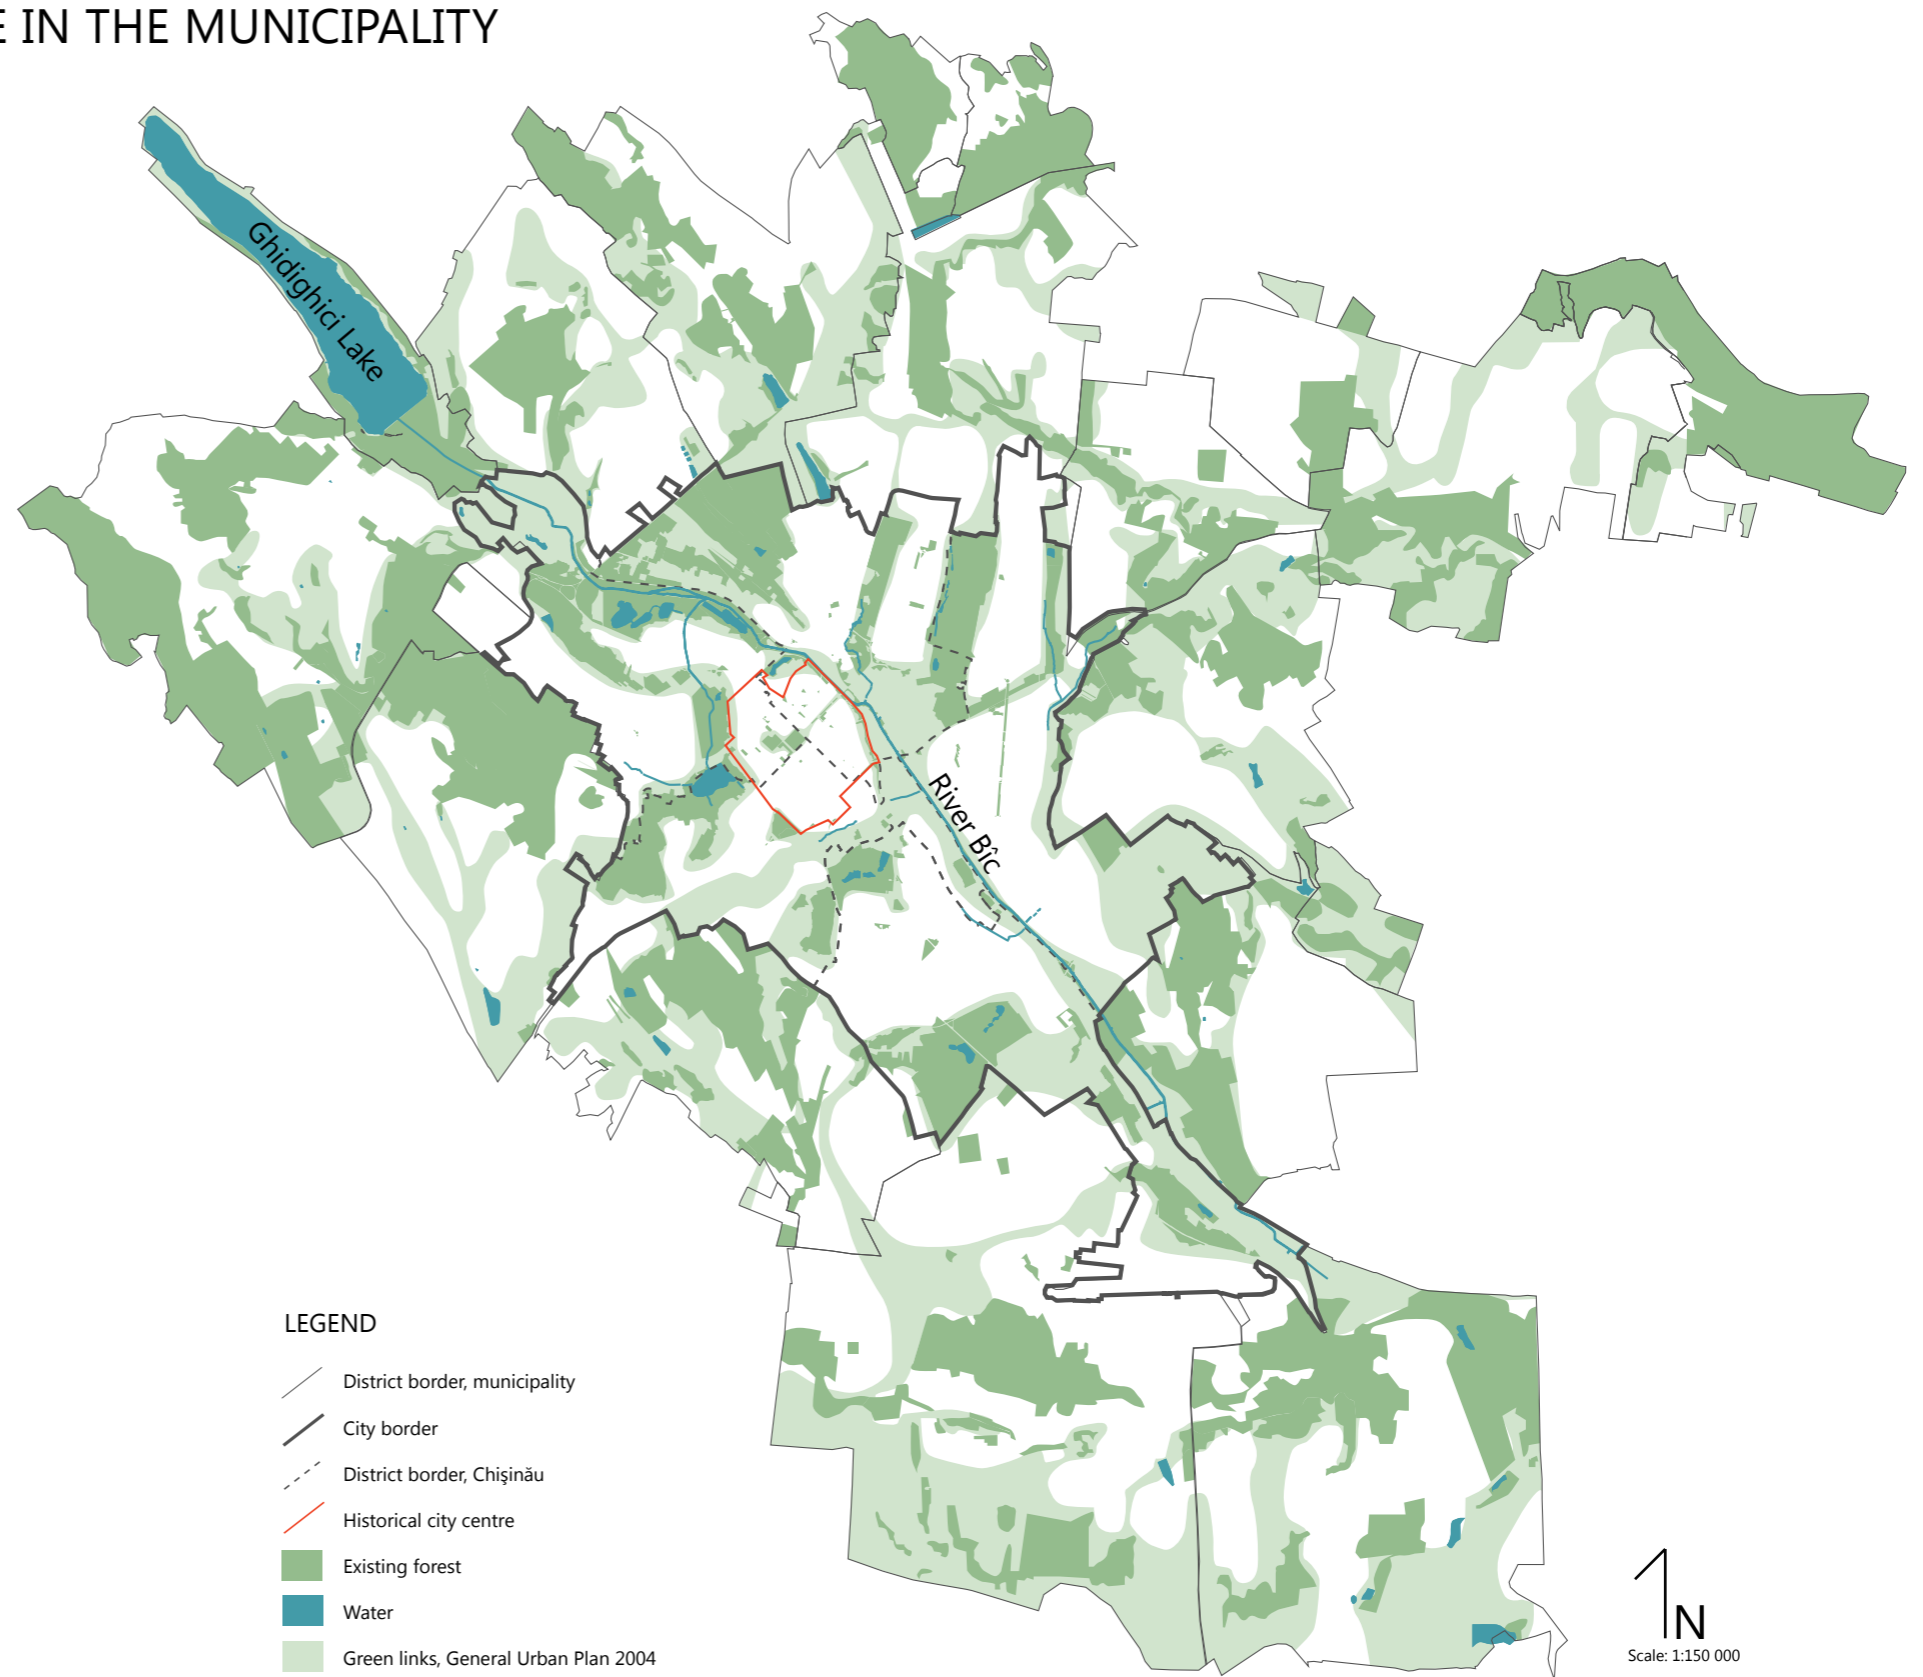 E IN THE MUNICIPALITY
Ghidighici Lake
River Bîc
LEGEND
District border, municipality
City border
District border, Chişinău
Historical city centre
Existing forest
Water
Green links, General Urban Plan 2004
N
Scale: 1:150 000